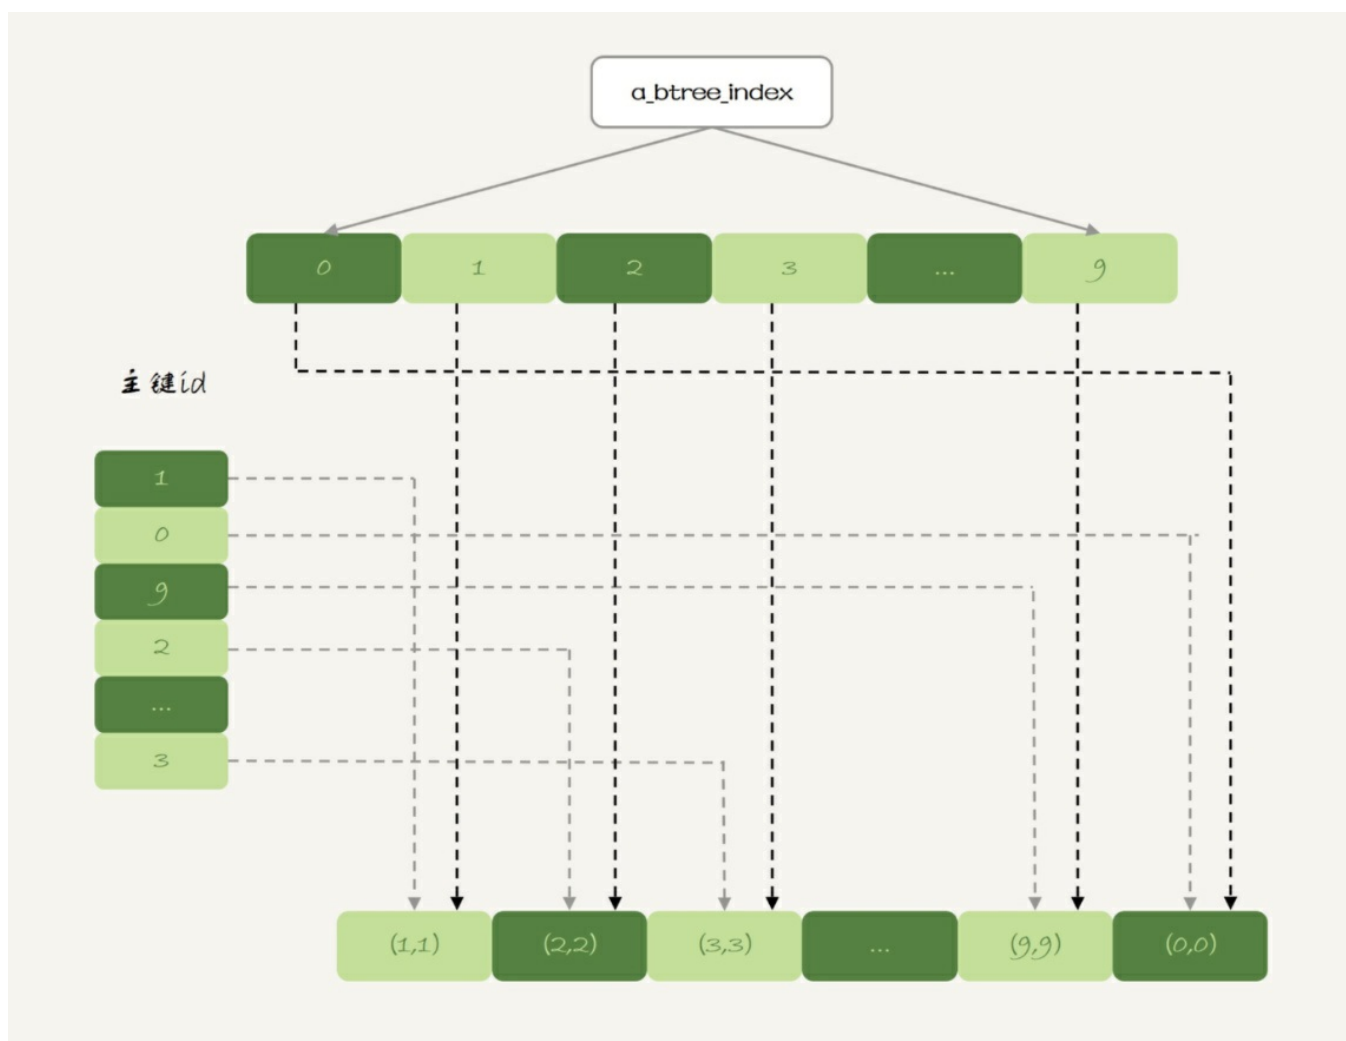 a_btree_index
0 1 2 3 ... 9
主键id
1
0
9
2
...
3
(1,1) (2,2) (3,3) ... (9,9) (0,0)